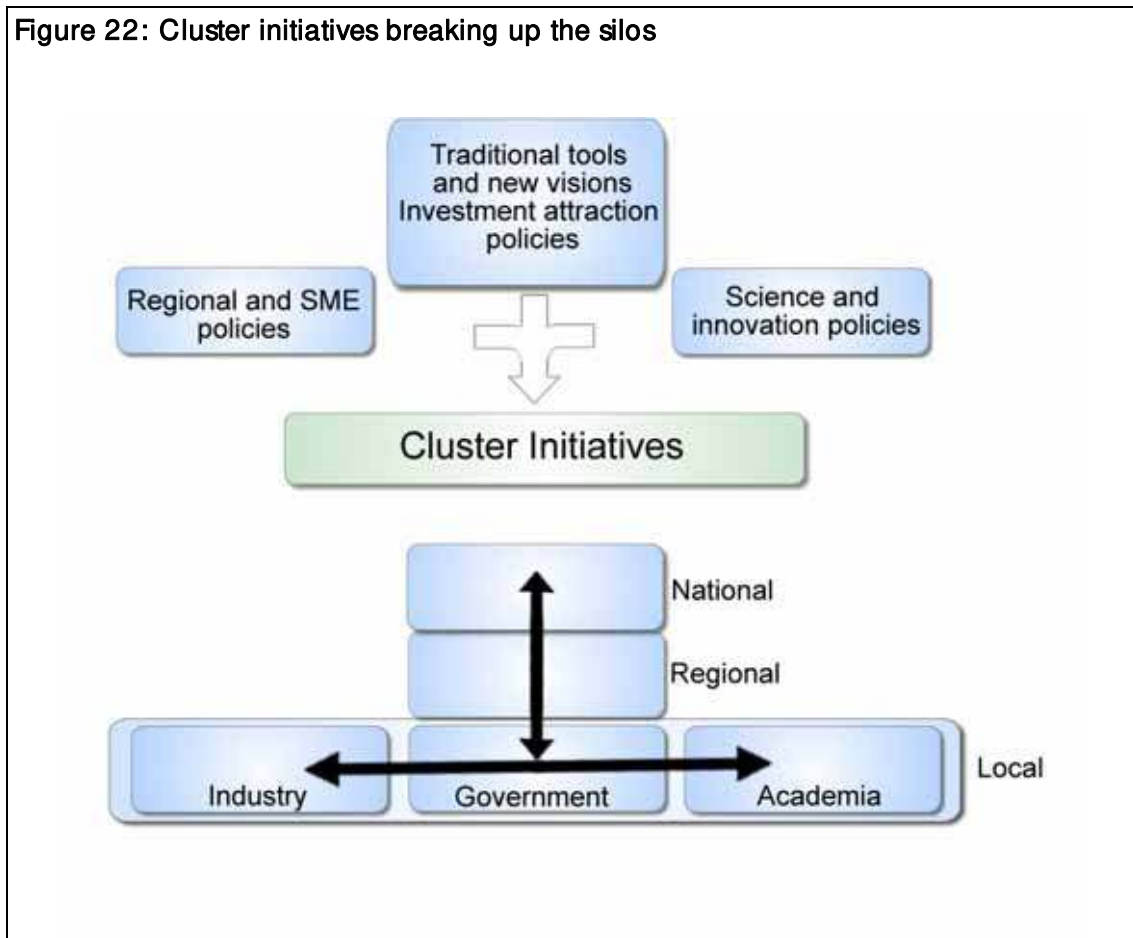 Figure 22: Cluster initiatives breaking up the silos
Traditional tools
and new visions
Investment attraction
policies
Regional and SME
policies
Science and
innovation policies
Cluster Initiatives
National
Regional
Local
Industry
Government
Academia